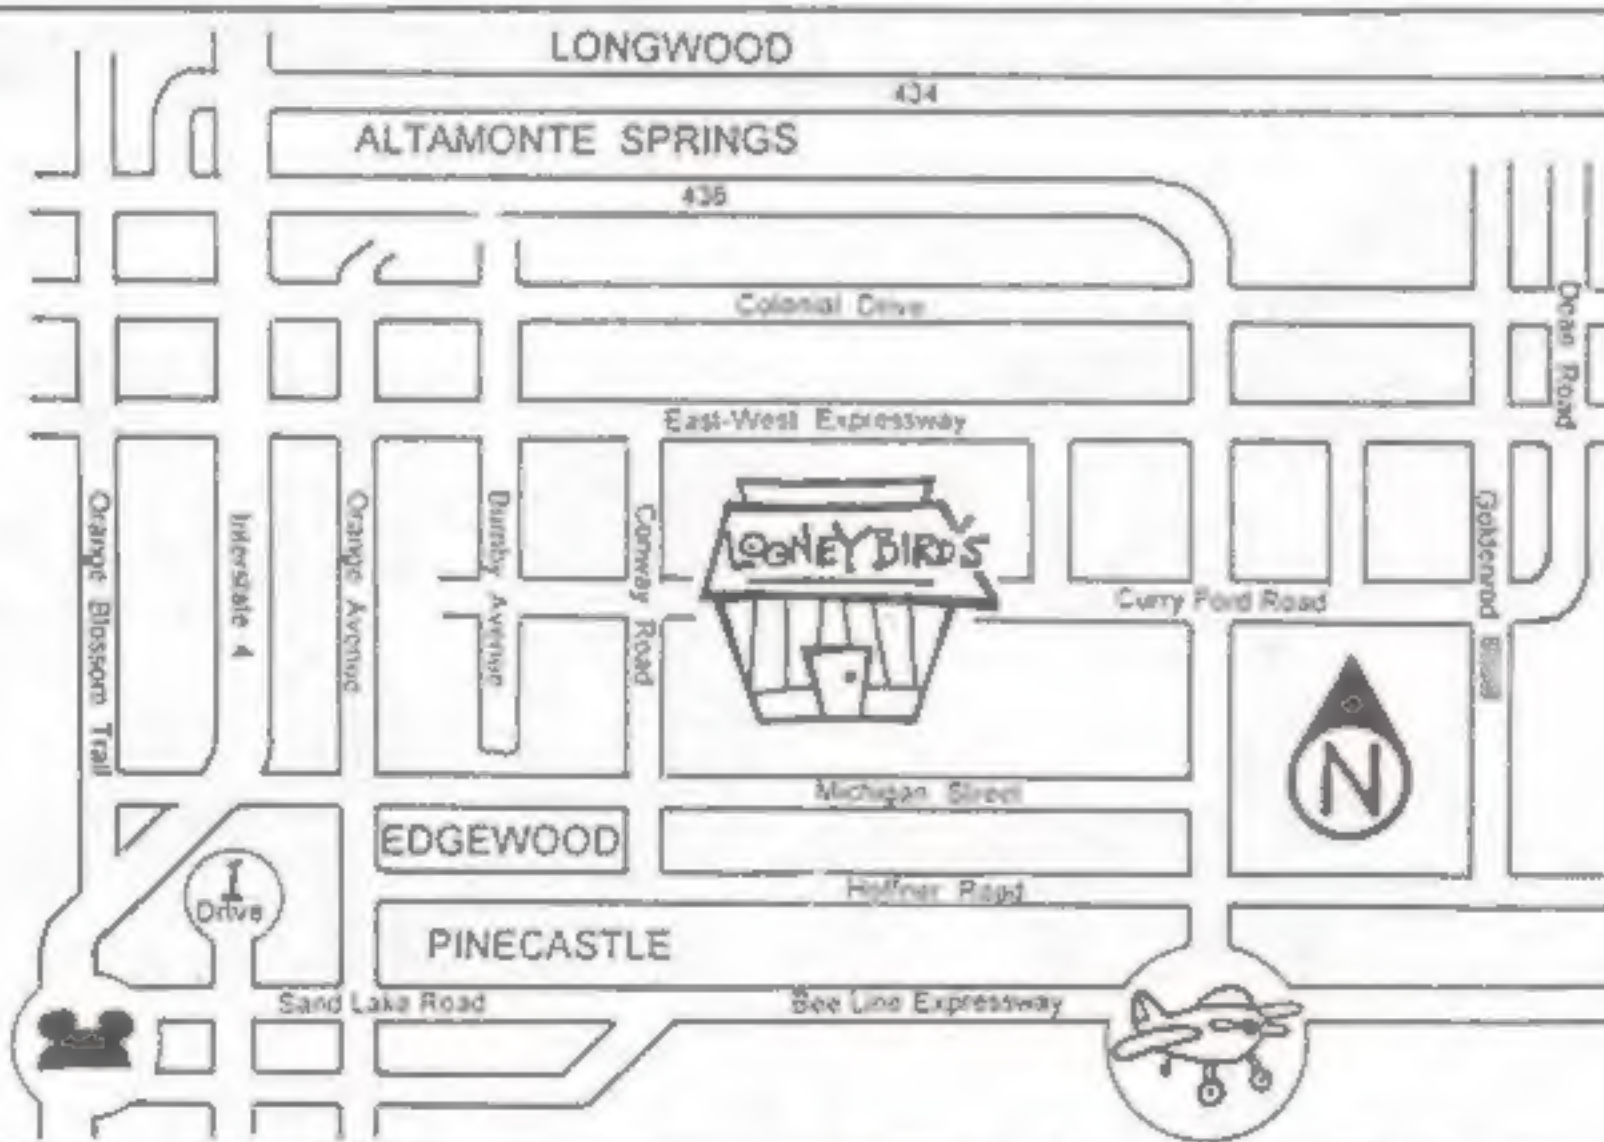 LONGWOOD
434
ALTAMONTE SPRINGS
436
Colonial Drive
Dean Road
East-West Expressway
Orange Blossom Trail
Interstate 4
Orange Avenue
Bumby Avenue
Conway Road
LOONEY BIRD'S
Goldenrod
Curry Ford Road
N
Michigan Street
EDGEWOOD
I
Drive
Hoffner Road
PINECASTLE
Sand Lake Road
Bee Line Expressway